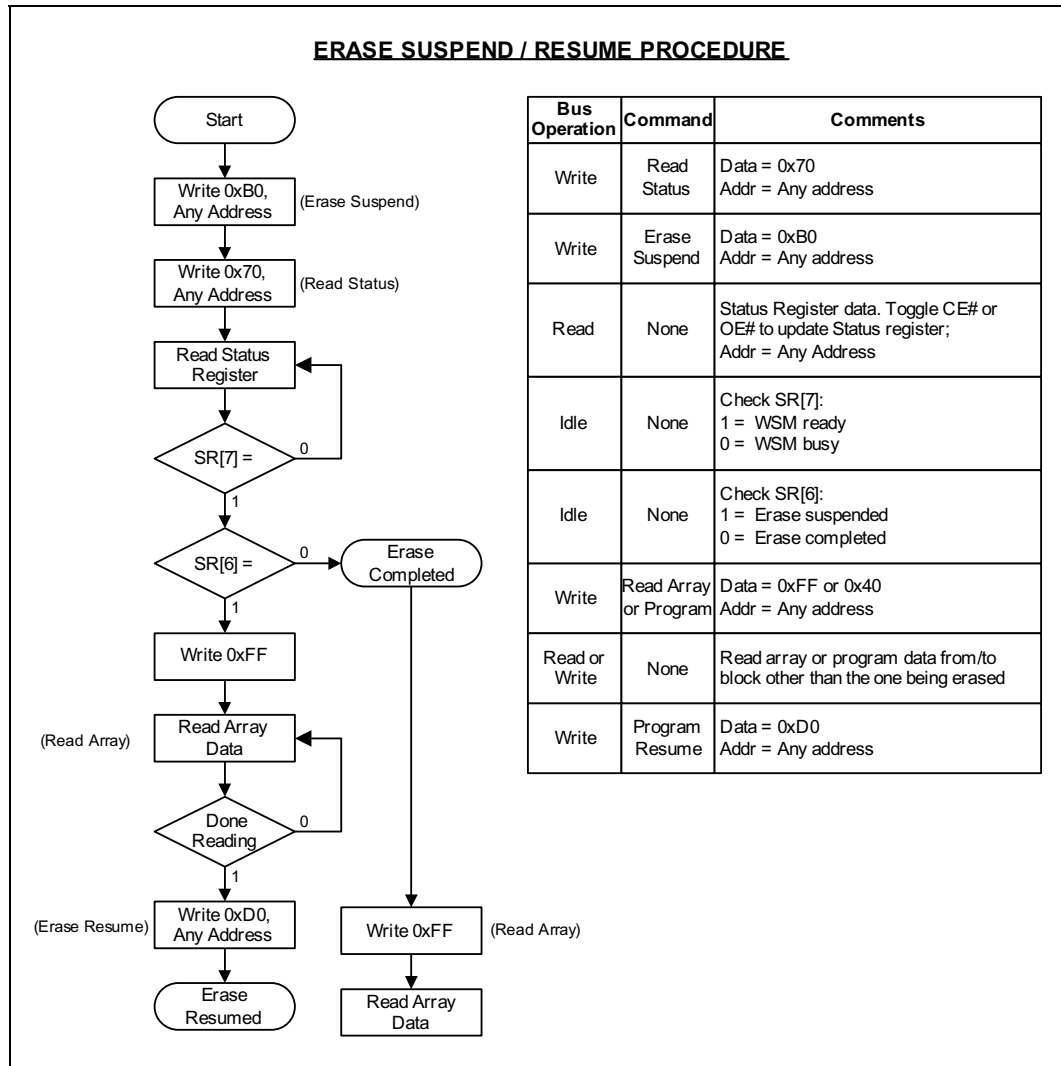 ERASE SUSPEND / RESUME PROCEDURE
Start
Write 0xB0,
Any Address
(Erase Suspend)
Write 0x70,
Any Address
(Read Status)
Read Status
Register
SR[7] =
0
1
SR[6] =
0
Erase
Completed
1
Write 0xFF
(Read Array)
Read Array
Data
Done
Reading
0
1
(Erase Resume)
Write 0xD0,
Any Address
Erase
Resumed
Write 0xFF
(Read Array)
Read Array
Data
Bus
Operation
Command
Comments
Write
Read
Status
Data = 0x70
Addr = Any address
Write
Erase
Suspend
Data = 0xB0
Addr = Any address
Read
None
Status Register data. Toggle CE# or
OE# to update Status register;
Addr = Any Address
Idle
None
Check SR[7]:
1 = WSM ready
0 = WSM busy
Idle
None
Check SR[6]:
1 = Erase suspended
0 = Erase completed
Write
Read Array
or Program
Data = 0xFF or 0x40
Addr = Any address
Read or
Write
None
Read array or program data from/to
block other than the one being erased
Write
Program
Resume
Data = 0xD0
Addr = Any address